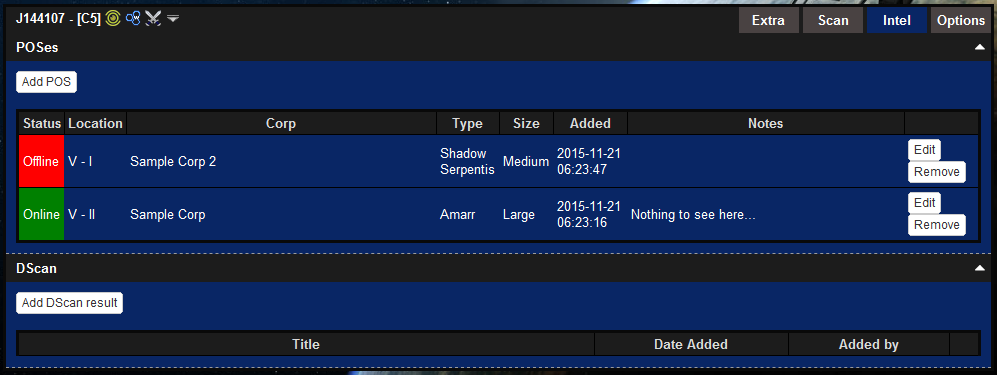 J144107 - [C5] Extra Scan Intel Options
POSes
Add POS
Status Location Corp Type Size Added Notes
Offline V - I Sample Corp 2 Shadow Serpentis Medium 2015-11-21 06:23:47 Edit Remove
Online V - II Sample Corp Amarr Large 2015-11-21 06:23:16 Nothing to see here... Edit Remove
DScan
Add DScan result
Title Date Added Added by